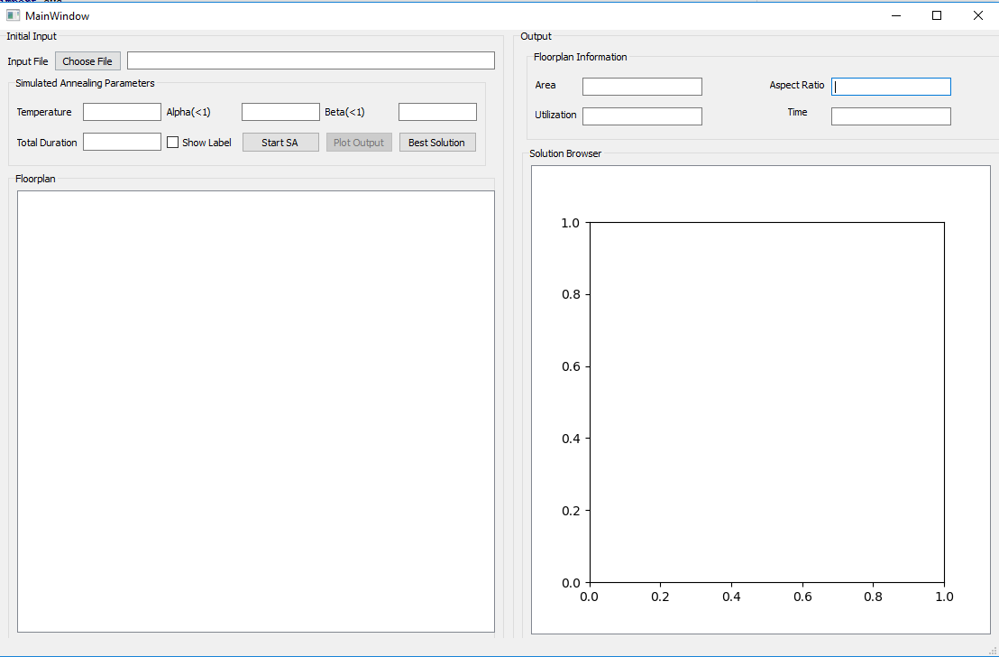 MainWindow
Initial Input
Input File Choose File
Simulated Annealing Parameters
Temperature Alpha(<1) Beta(<1)
Total Duration Show Label Start SA Plot Output Best Solution
Floorplan
Output
Floorplan Information
Area Aspect Ratio
Utilization Time
Solution Browser
1.0
0.8
0.6
0.4
0.2
0.0
0.0 0.2 0.4 0.6 0.8 1.0